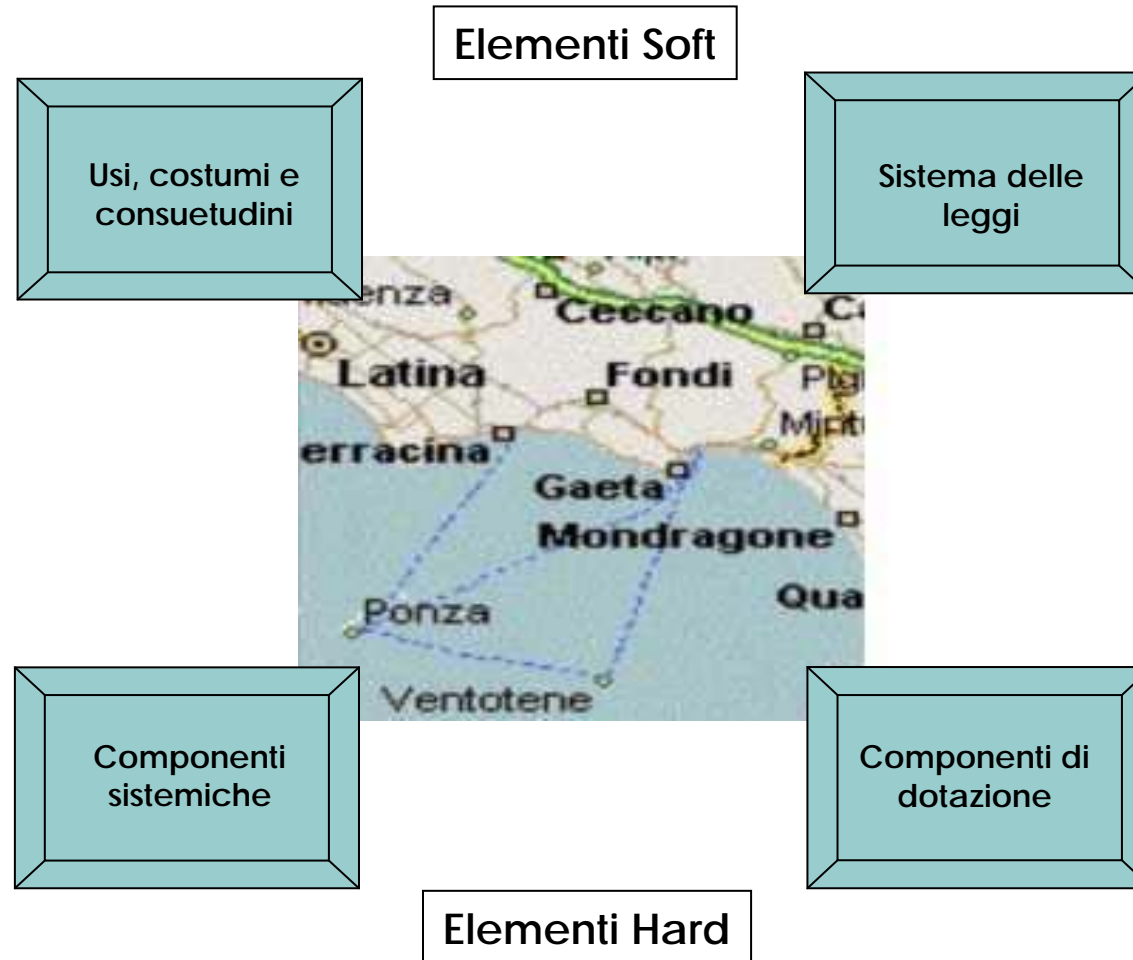 Elementi Soft
Usi, costumi e
consuetudini
Sistema delle
leggi
Ceccano
Latina
Fondi
Gaeta
Mondragone
Ponza
Ventotene
Componenti
sistemiche
Componenti di
dotazione
Elementi Hard